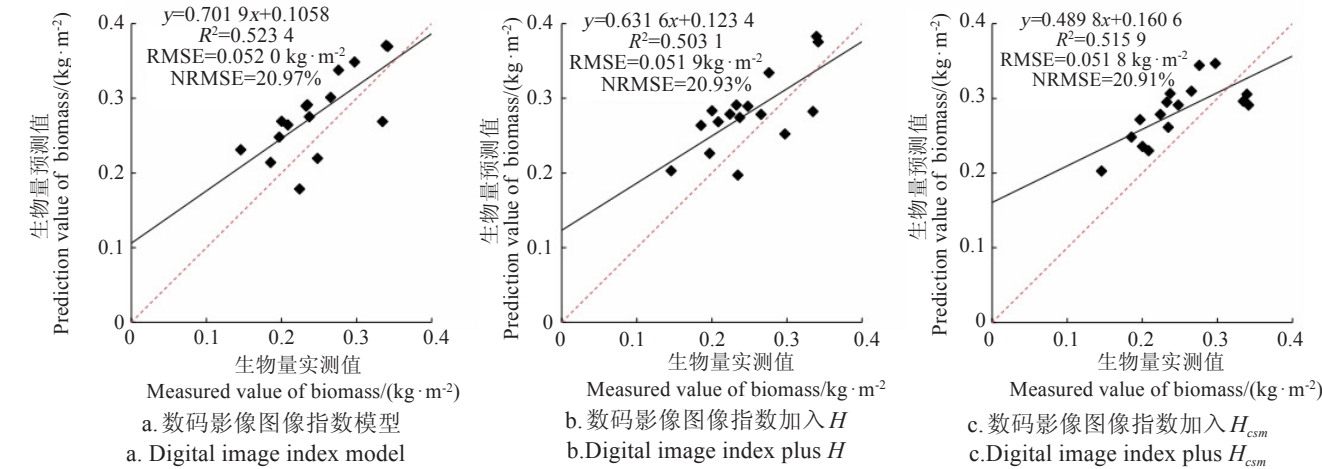 y=0.701 9x+0.1058
R²=0.523 4
RMSE=0.052 0 kg·m⁻²
NRMSE=20.97%
0.4
0.3
0.2
0.1
0
0
0.1
0.2
0.3
0.4
生物量预测值
Prediction value of biomass/(kg·m⁻²)
生物量实测值
Measured value of biomass/(kg·m⁻²)
a. 数码影像图像指数模型
a. Digital image index model
y=0.631 6x+0.123 4
R²=0.503 1
RMSE=0.051 9kg·m⁻²
NRMSE=20.93%
0.4
0.3
0.2
0.1
0
0
0.1
0.2
0.3
0.4
生物量预测值
Prediction value of biomass/(kg·m⁻²)
生物量实测值
Measured value of biomass/kg·m⁻²
b. 数码影像图像指数加入H
b.Digital image index plus H
y=0.489 8x+0.160 6
R²=0.515 9
RMSE=0.051 8 kg·m⁻²
NRMSE=20.91%
0.4
0.3
0.2
0.1
0
0
0.1
0.2
0.3
0.4
生物量预测值
Prediction value of biomass/(kg·m⁻²)
生物量实测值
Measured value of biomass/(kg·m⁻²)
c. 数码影像图像指数加入Hcsm
c.Digital image index plus Hcsm